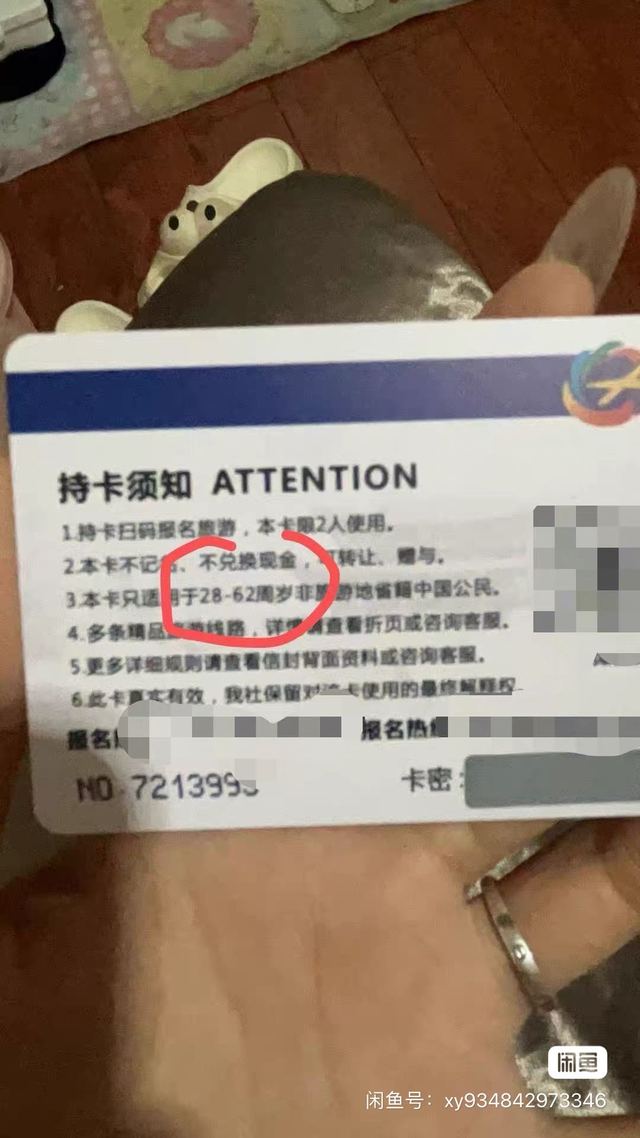 持卡须知 ATTENTION
1.持卡扫码报名旅游，本卡限2人使用。
2.本卡不记名、不兑换现金，可转让、赠与。
3.本卡只适用于28-62周岁非旅游地省籍中国公民。
4.多条精品旅游线路，详情请查看折页或咨询客服。
5.更多详细规则请查看信封背面资料或咨询客服。
6.此卡真实有效，我社保留对该卡使用的最终解释权
报名 报名热线
NO 721399 卡密：
闲鱼
闲鱼号：xy934842973346